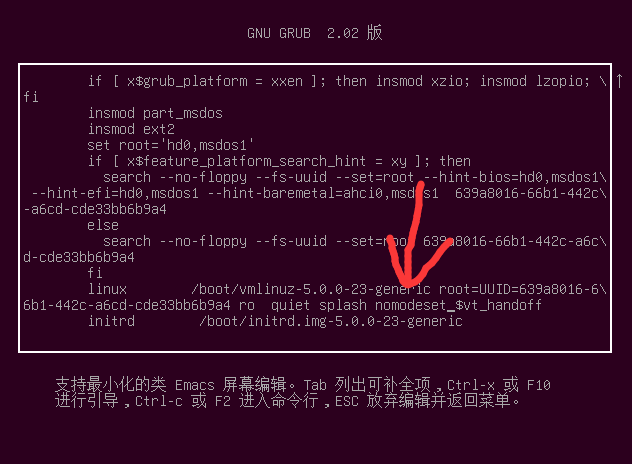 GNU GRUB 2.02 版
if [ x$grub_platform = xxen ]; then insmod xzio; insmod lzopio; \↑
fi
insmod part_msdos
insmod ext2
set root='hd0,msdos1'
if [ x$feature_platform_search_hint = xy ]; then
search --no-floppy --fs-uuid --set=root --hint-bios=hd0,msdos1\
--hint-efi=hd0,msdos1 --hint-baremetal=ahci0,msdos1 639a8016-66b1-442c\
-a6cd-cde33bb6b9a4
else
search --no-floppy --fs-uuid --set=root 639a8016-66b1-442c-a6c\
d-cde33bb6b9a4
fi
linux /boot/vmlinuz-5.0.0-23-generic root=UUID=639a8016-6\
6b1-442c-a6cd-cde33bb6b9a4 ro quiet splash nomodeset_$vt_handoff
initrd /boot/initrd.img-5.0.0-23-generic
支持最小化的类 Emacs 屏幕编辑。Tab 列出可补全项,Ctrl-x 或 F10
进行引导,Ctrl-c 或 F2 进入命令行,ESC 放弃编辑并返回菜单。